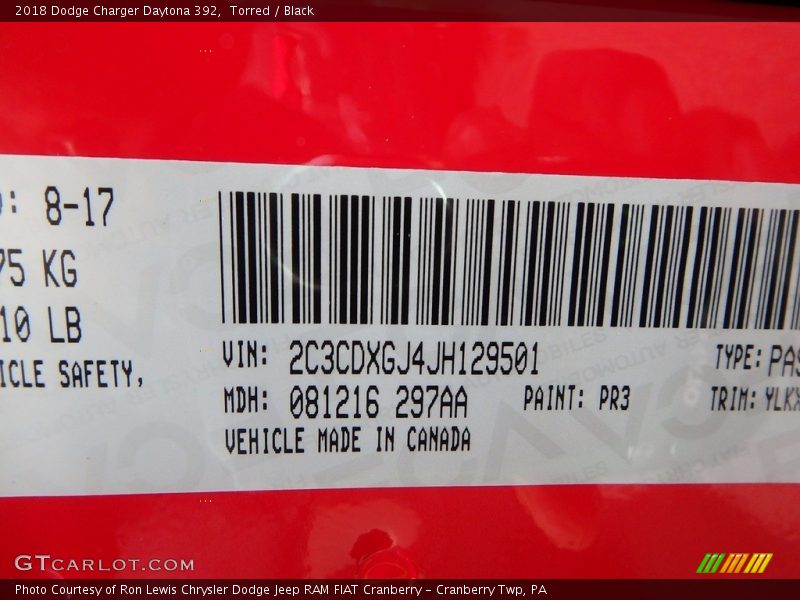 2018 Dodge Charger Daytona 392,  Torred / Black
: 8-17
75 KG
10 LB
ICLE SAFETY,
VIN: 2C3CDXGJ4JH129501
TYPE: PAS
MDH: 081216 297AA
PAINT: PR3
TRIM: YLKX
VEHICLE MADE IN CANADA
GTCARLOT.COM
Photo Courtesy of Ron Lewis Chrysler Dodge Jeep RAM FIAT Cranberry - Cranberry Twp, PA